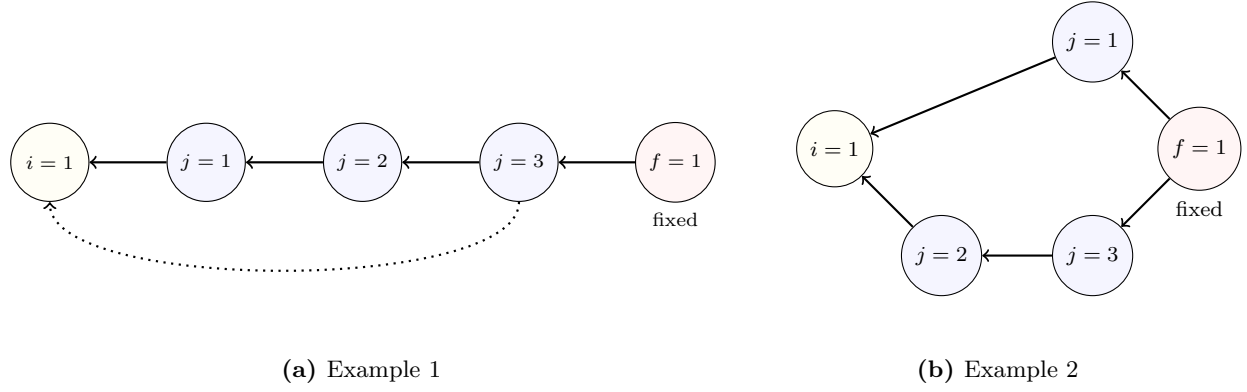 i = 1
j = 1
j = 2
j = 3
f = 1
fixed
(a) Example 1
j = 1
i = 1
f = 1
fixed
j = 2
j = 3
(b) Example 2